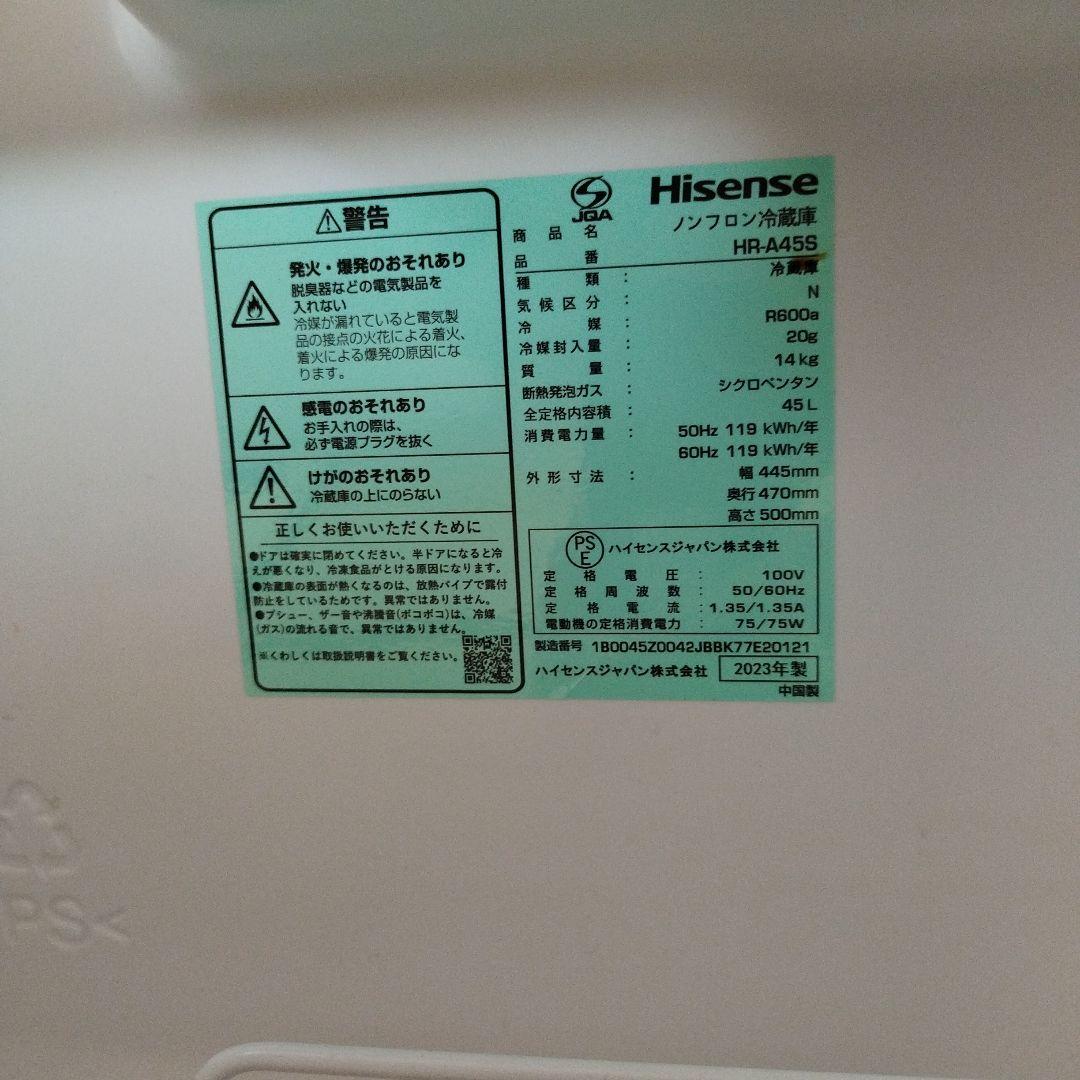 警告
発火・爆発のおそれあり
脱臭器などの電気製品を
入れない
冷媒が漏れていると電気製
品の接点の火花による着火、
着火による爆発の原因にな
ります。
感電のおそれあり
お手入れの際は、
必ず電源プラグを抜く
けがのおそれあり
冷蔵庫の上にのらない
正しくお使いいただくために
●ドアは確実に閉めてください。半ドアになると冷
えが悪くなり、冷凍食品がとける原因になります。
●冷蔵庫の表面が熱くなるのは、放熱パイプで露付
防止をしているためです。異常ではありません。
●プシュー、ザー音や沸騰音(ポコポコ)は、冷媒
(ガス)の流れる音で、異常ではありません。
※くわしくは取扱説明書をご覧ください。
JQA
Hisense
商品名 ノンフロン冷蔵庫
品番 HR-A45S
種類 : 冷蔵庫
気候区分 : N
冷媒 : R600a
冷媒封入量 : 20g
質量 : 14kg
断熱発泡ガス : シクロペンタン
全定格内容積 : 45L
消費電力量 : 50Hz 119 kWh/年
60Hz 119 kWh/年
外形寸法 : 幅 445mm
奥行 470mm
高さ 500mm
PSE ハイセンスジャパン株式会社
定格電圧 : 100V
定格周波数 : 50/60Hz
定格電流 : 1.35/1.35A
電動機の定格消費電力 : 75/75W
製造番号 1B0045Z0042JBBK77E20121
ハイセンスジャパン株式会社 2023年製
中国製
PS<